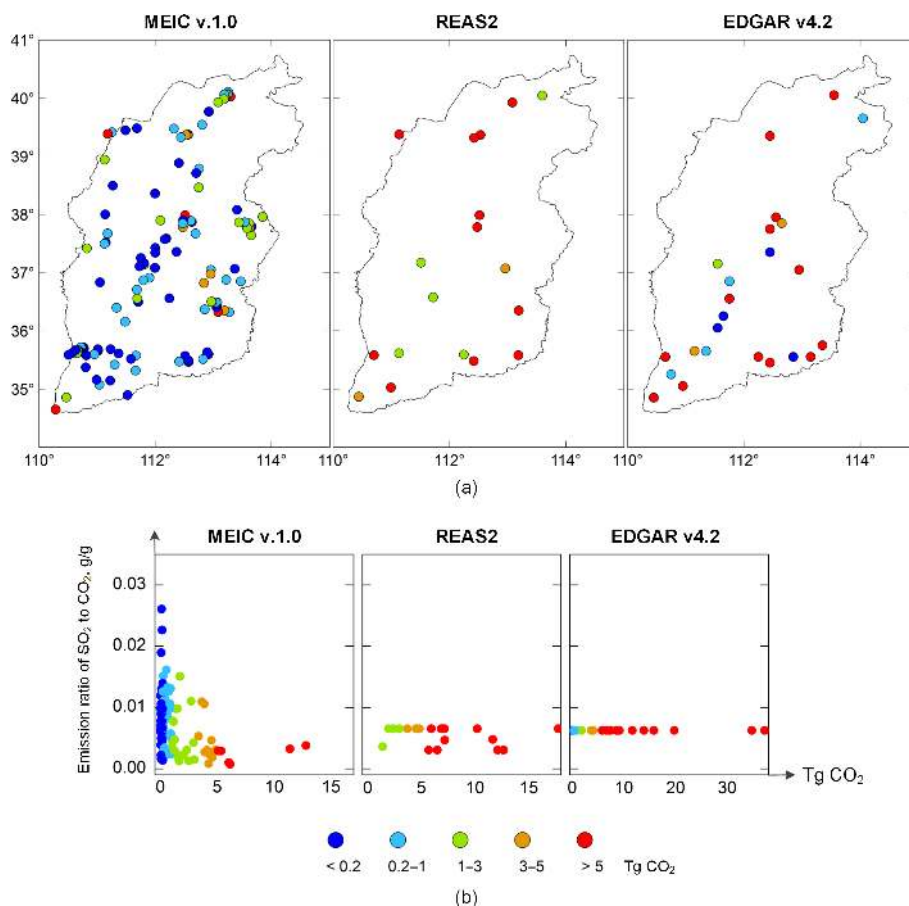 MEIC v.1.0 REAS2 EDGAR v4.2
41°
40°
39°
38°
37°
36°
35°
110° 112° 114° 110° 112° 114° 110° 112° 114°
(a)
MEIC v.1.0 REAS2 EDGAR v4.2
Emission ratio of SO₂ to CO₂, g/g
0.03
0.02
0.01
0.00
0 5 10 15 0 5 10 15 0 10 20 30 Tg CO₂
< 0.2 0.2–1 1–3 3–5 > 5 Tg CO₂
(b)